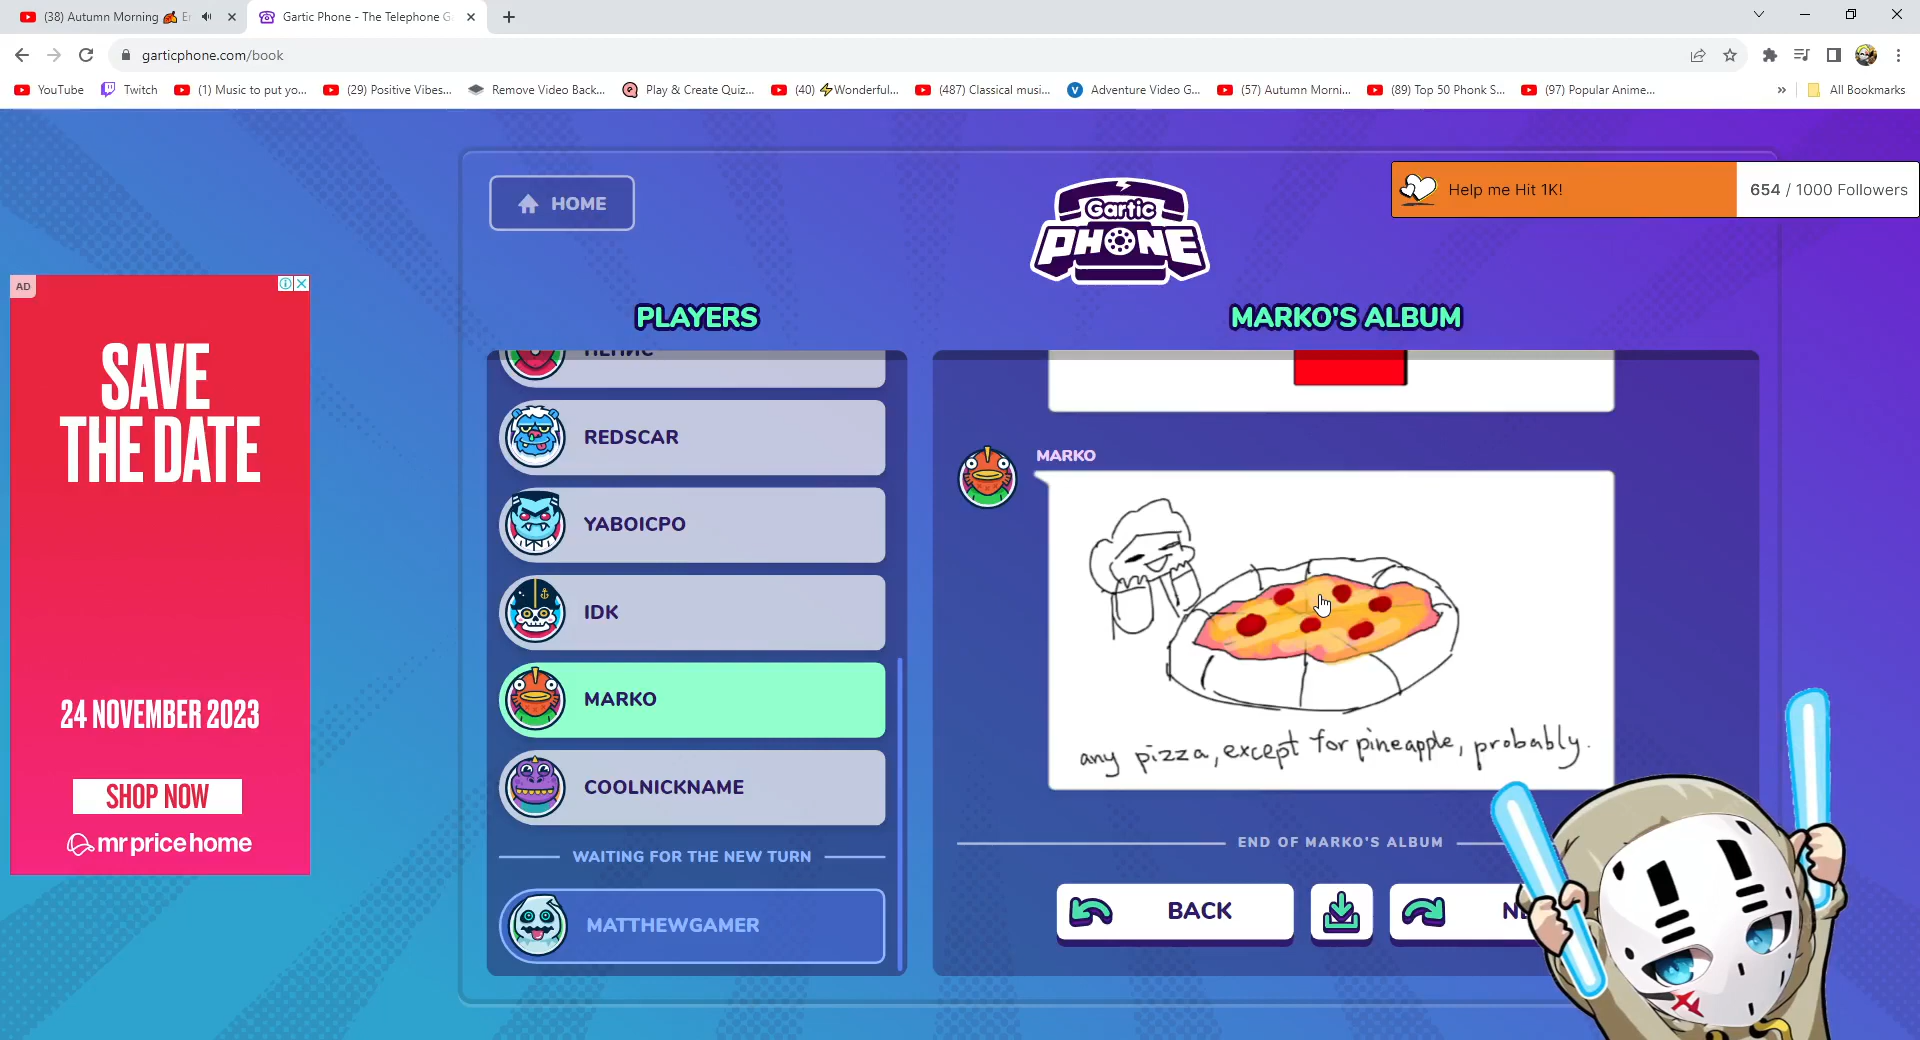 (38) Autumn Morning 🍂 Er
Gartic Phone - The Telephone G
garticphone.com/book
YouTube
Twitch
(1) Music to put yo...
(29) Positive Vibes...
Remove Video Back...
Play & Create Quiz...
(40) ⚡Wonderful...
(487) Classical musi...
Adventure Video G...
(57) Autumn Morni...
(89) Top 50 Phonk S...
(97) Popular Anime...
»
All Bookmarks
HOME
Gartic
PHONE
Help me Hit 1K!
654 / 1000 Followers
AD
SAVE
THE DATE
24 NOVEMBER 2023
SHOP NOW
mrpricehome
PLAYERS
REDSCAR
YABOICPO
IDK
MARKO
COOLNICKNAME
WAITING FOR THE NEW TURN
MATTHEWGAMER
MARKO'S ALBUM
MARKO
any pizza, except for pineapple, probably.
END OF MARKO'S ALBUM
BACK